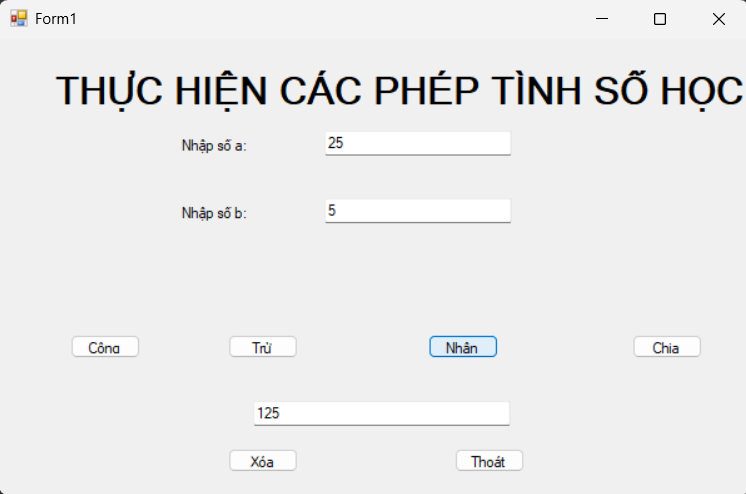 Form1
THỰC HIỆN CÁC PHÉP TÌNH SỐ HỌC
Nhập số a: 25
Nhập số b: 5
Công Trừ Nhân Chia
125
Xóa Thoát